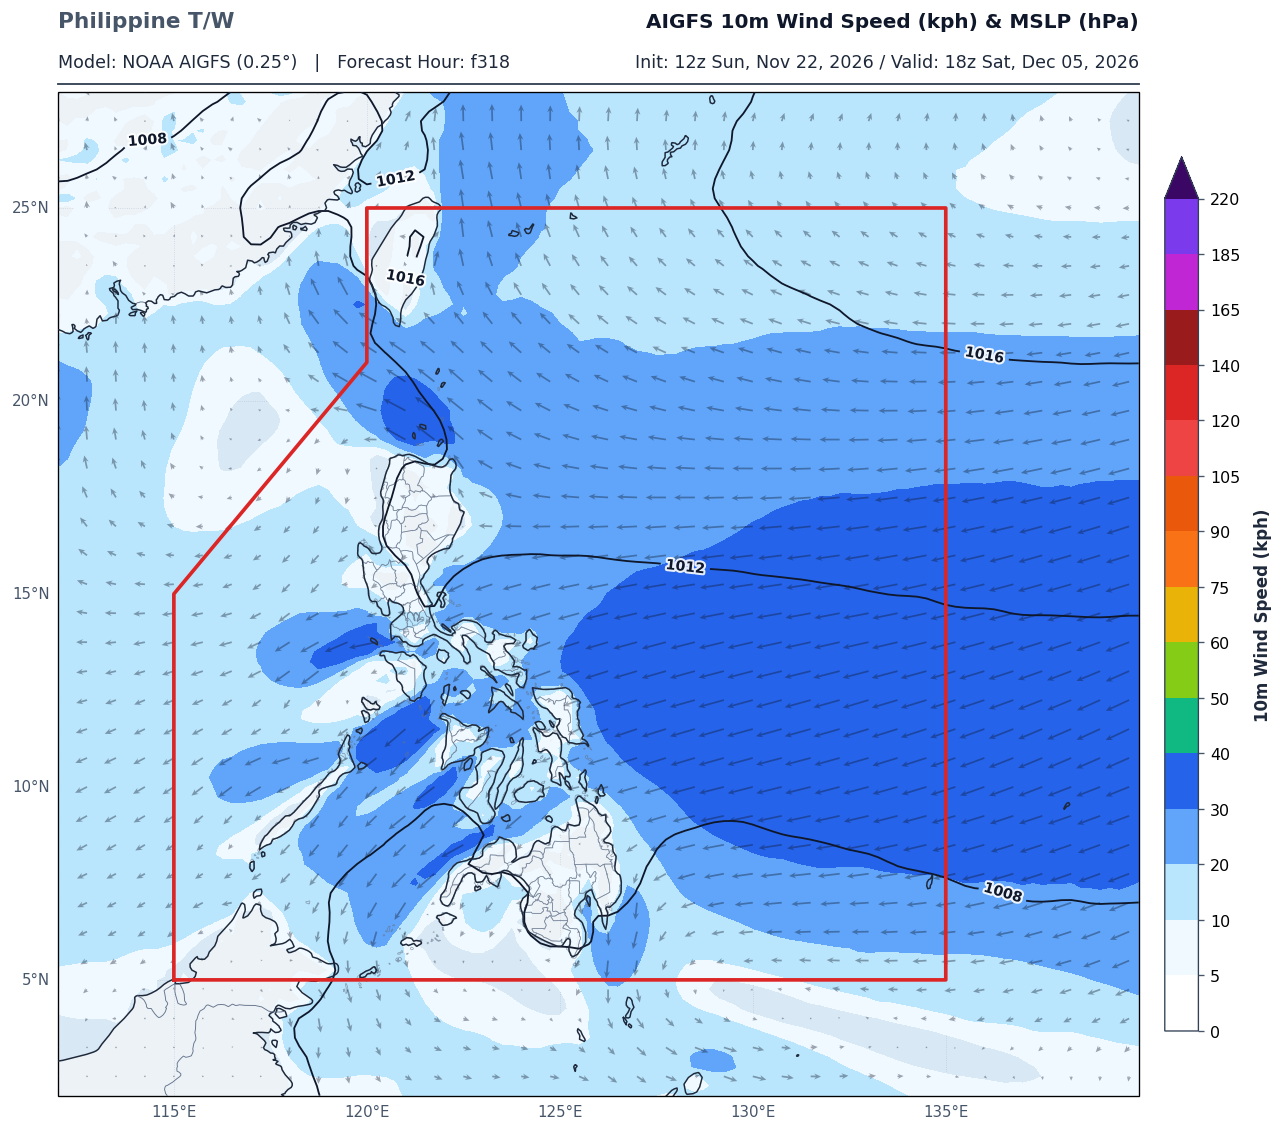 Philippine T/W
AIGFS 10m Wind Speed (kph) & MSLP (hPa)
Model: NOAA AIGFS (0.25°)   |   Forecast Hour: f318
Init: 12z Sun, Nov 22, 2026 / Valid: 18z Sat, Dec 05, 2026
1008
1012
1016
1016
1012
1008
25°N
20°N
15°N
10°N
5°N
115°E
120°E
125°E
130°E
135°E
220
185
165
140
120
105
90
75
60
50
40
30
20
10
5
0
10m Wind Speed (kph)